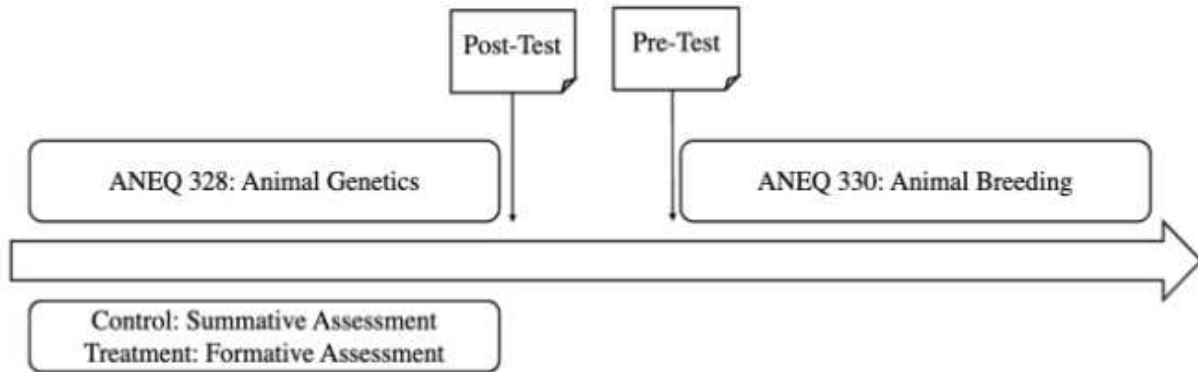 Post-Test
Pre-Test
ANEQ 328: Animal Genetics
ANEQ 330: Animal Breeding
Control: Summative Assessment
Treatment: Formative Assessment